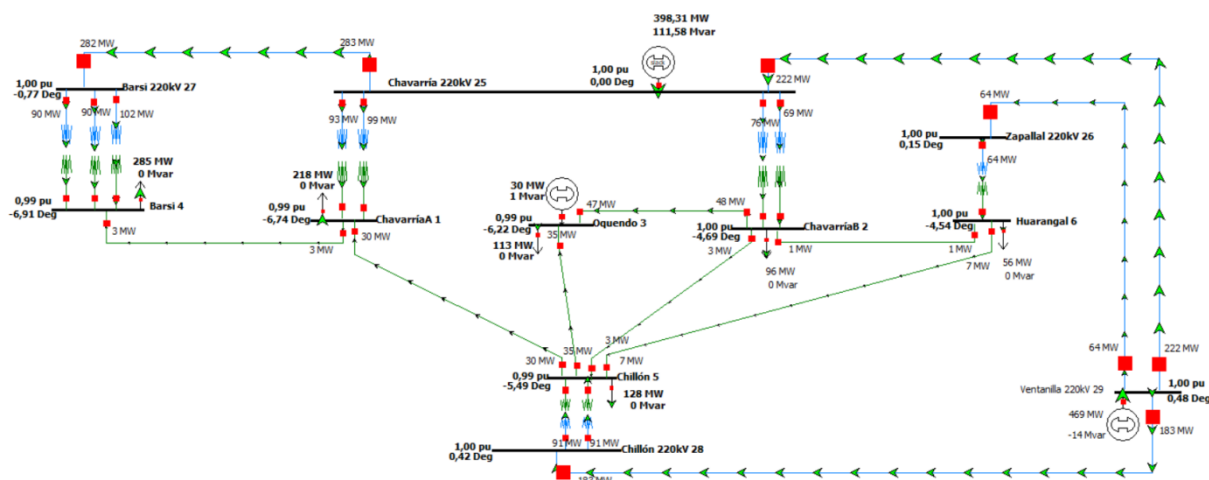 398,31 MW
111,58 Mvar
282 MW
283 MW
1,00 pu
0,00 Deg
Chavarría 220kV 25
222 MW
1,00 pu
-0,77 Deg
Barsi 220kV 27
90 MW
90 MW
102 MW
93 MW
99 MW
76 MW
69 MW
64 MW
1,00 pu
0,15 Deg
Zapallal 220kV 26
64 MW
285 MW
0 Mvar
218 MW
0 Mvar
30 MW
1 Mvar
0,99 pu
-6,91 Deg
Barsi 4
0,99 pu
-6,74 Deg
ChavarríaA 1
47 MW
48 MW
0,99 pu
-6,22 Deg
Oquendo 3
1,00 pu
-4,69 Deg
ChavarríaB 2
1,00 pu
-4,54 Deg
Huarangal 6
3 MW
3 MW
30 MW
35 MW
113 MW
0 Mvar
3 MW
1 MW
96 MW
0 Mvar
1 MW
7 MW
56 MW
0 Mvar
30 MW
35 MW
3 MW
7 MW
0,99 pu
-5,49 Deg
Chillón 5
128 MW
0 Mvar
64 MW
222 MW
Ventanilla 220kV 29
1,00 pu
0,48 Deg
469 MW
-14 Mvar
183 MW
1,00 pu
0,42 Deg
91 MW
91 MW
Chillón 220kV 28